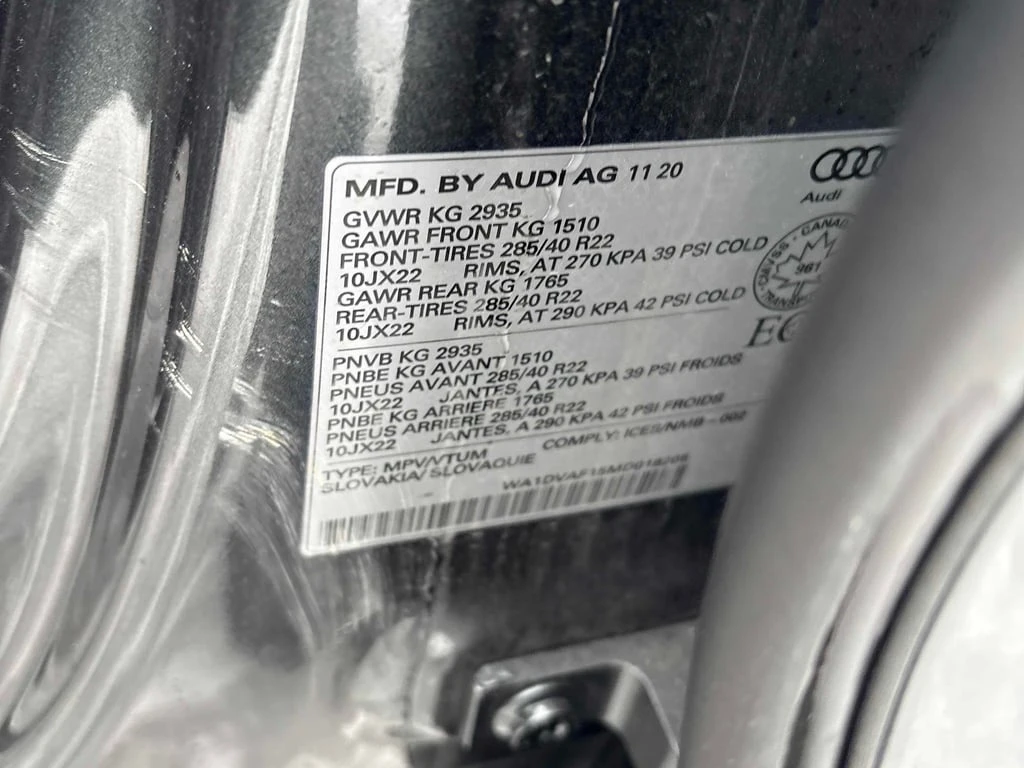 MFD. BY AUDI AG 11 20
Audi
GVWR KG 2935
GAWR FRONT KG 1510
FRONT-TIRES 285/40 R22
10JX22 RIMS, AT 270 KPA 39 PSI COLD
GAWR REAR KG 1765
REAR-TIRES 285/40 R22
10JX22 RIMS, AT 290 KPA 42 PSI COLD
961
PNVB KG 2935
PNBE KG AVANT 1510
PNEUS AVANT 285/40 R22
10JX22 JANTES, A 270 KPA 39 PSI FROIDS
PNBE KG ARRIERE 1765
PNEUS ARRIERE 285/40 R22
10JX22 JANTES, A 290 KPA 42 PSI FROIDS
TYPE: MPV/VTUM COMPLY: ICES/NMB-002
SLOVAKIA/ SLOVAQUIE